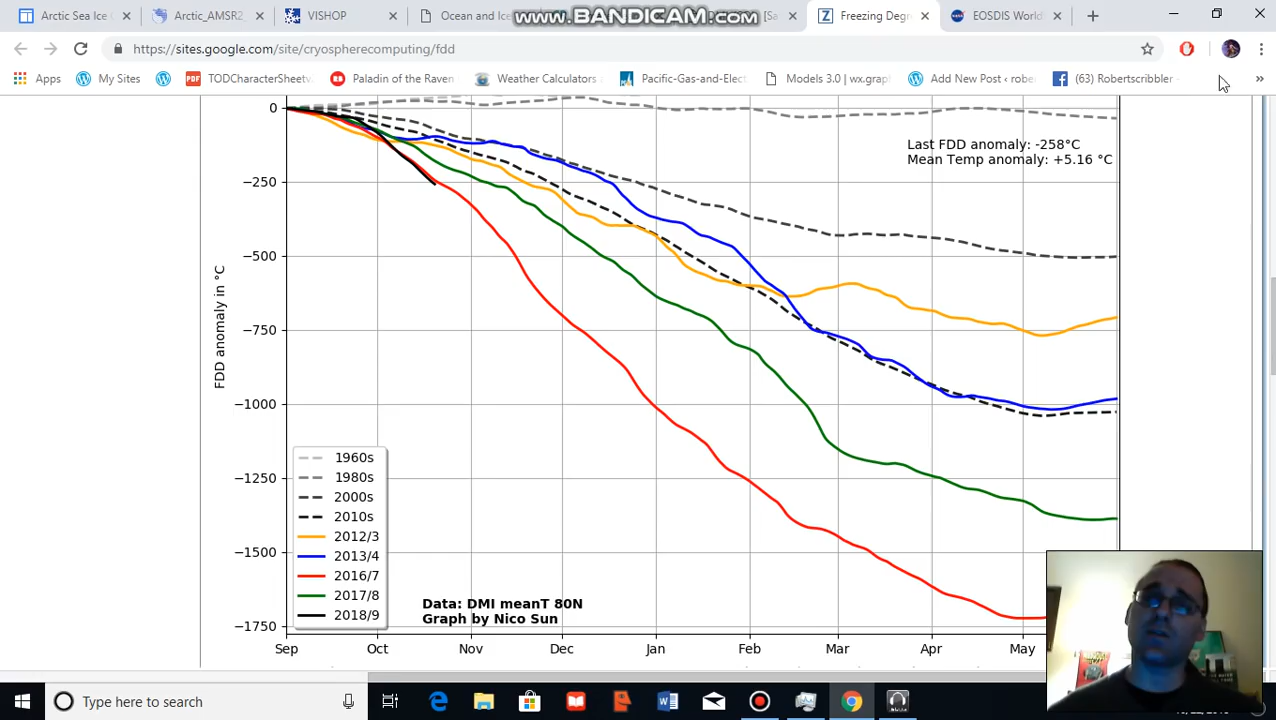 Arctic Sea Ice
Arctic_AMSR2_
VISHOP
Ocean and Ice
www.BANDICAM.com
[Sa
Freezing Degr
EOSDIS World
https://sites.google.com/site/cryospherecomputing/fdd
Apps
My Sites
TODCharacterSheet
Paladin of the Raven
Weather Calculators
Pacific-Gas-and-Elect
Models 3.0 | wx.grap
Add New Post ‹ robe
(63) Robertscribbler -
»
0
−250
−500
−750
−1000
−1250
−1500
−1750
FDD anomaly in °C
Last FDD anomaly: -258°C
Mean Temp anomaly: +5.16 °C
1960s
1980s
2000s
2010s
2012/3
2013/4
2016/7
2017/8
2018/9
Data: DMI meanT 80N
Graph by Nico Sun
Sep
Oct
Nov
Dec
Jan
Feb
Mar
Apr
May
Type here to search